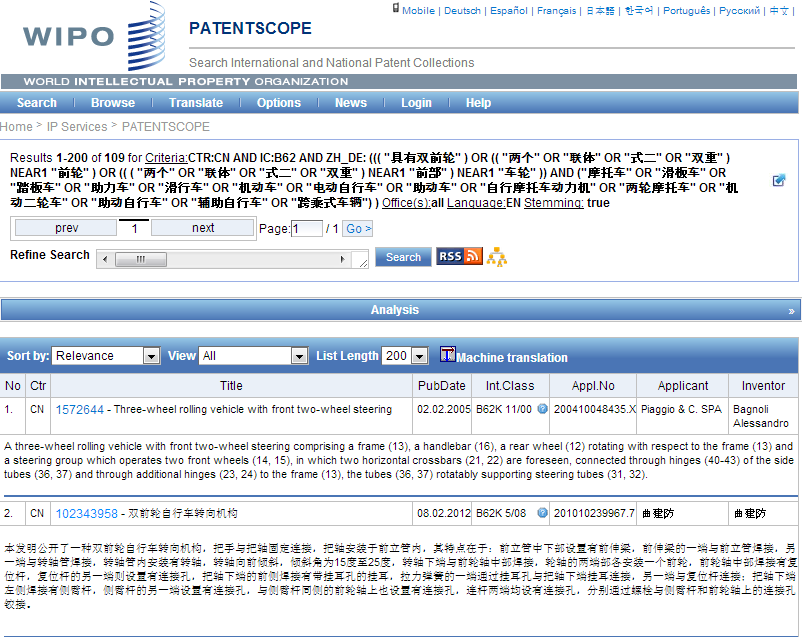 Mobile | Deutsch | Español | Français | 日本語 | 한국어 | Português | Русский | 中文 |
WIPO
PATENTSCOPE
Search International and National Patent Collections
WORLD INTELLECTUAL PROPERTY ORGANIZATION
Search | Browse | Translate | Options | News | Login | Help
Home > IP Services > PATENTSCOPE
Results 1-200 of 109 for Criteria:CTR:CN AND IC:B62 AND ZH_DE: ((( "具有双前轮" ) OR (( "两个" OR "联体" OR "式二" OR "双重" )
NEAR1 "前轮" ) OR (( ( "两个" OR "联体" OR "式二" OR "双重" ) NEAR1 "前部" ) NEAR1 "车轮" )) AND ("摩托车" OR "滑板车" OR
"踏板车" OR "助力车" OR "滑行车" OR "机动车" OR "电动自行车" OR "助动车" OR "自行摩托车动力机" OR "两轮摩托车" OR "机
动二轮车" OR "助动自行车" OR "辅助自行车" OR "跨乘式车辆") ) Office(s):all Language:EN Stemming: true
prev 1 next Page:1 / 1 Go >
Refine Search Search RSS
Analysis »
Sort by: Relevance View All List Length 200 Machine translation
No Ctr Title PubDate Int.Class Appl.No Applicant Inventor
1. CN 1572644 - Three-wheel rolling vehicle with front two-wheel steering 02.02.2005 B62K 11/00 200410048435.X Piaggio & C. SPA Bagnoli
Alessandro
A three-wheel rolling vehicle with front two-wheel steering comprising a frame (13), a handlebar (16), a rear wheel (12) rotating with respect to the frame (13) and
a steering group which operates two front wheels (14, 15), in which two horizontal crossbars (21, 22) are foreseen, connected through hinges (40-43) of the side
tubes (36, 37) and through additional hinges (23, 24) to the frame (13), the tubes (36, 37) rotatably supporting steering tubes (31, 32).
2. CN 102343958 - 双前轮自行车转向机构 08.02.2012 B62K 5/08 201010239967.7 曲建防 曲建防
本发明公开了一种双前轮自行车转向机构，把手与把轴固定连接，把轴安装于前立管内，其特点在于：前立管中下部设置有前伸梁，前伸梁的一端与前立管焊接，另
一端与转轴管焊接，转轴管内安装有转轴，转轴向前倾斜，倾斜角为15度至25度，转轴下端与前轮轴中部焊接，轮轴的两端部各安装一个前轮，前轮轴中部焊接有复
位杆，复位杆的另一端则设置有连接孔，把轴下端的前侧焊接有带挂耳孔的挂耳，拉力弹簧的一端通过挂耳孔与把轴下端挂耳连接，另一端与复位杆连接；把轴下端
左侧焊接有侧臂杆，侧臂杆的另一端设置有连接孔，与侧臂杆同侧的前轮轴上也设置有连接孔，连杆两端均设有连接孔，分别通过螺栓与侧臂杆和前轮轴上的连接孔
铰接。